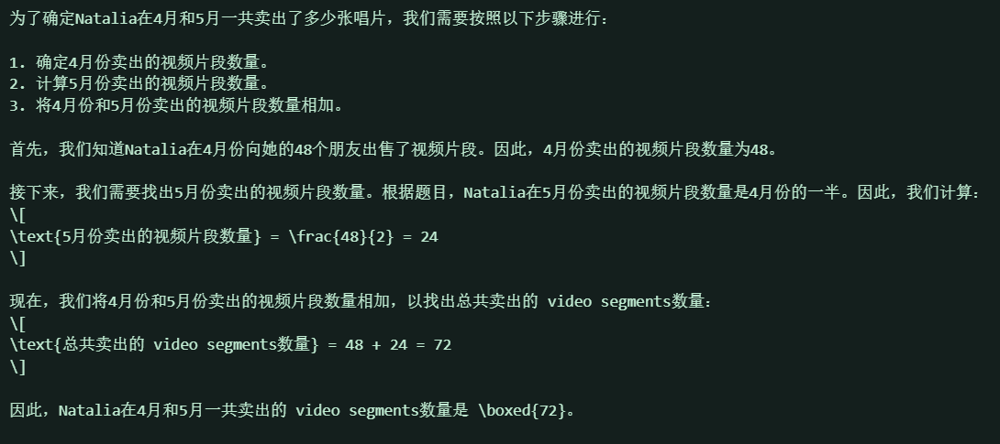 为了确定Natalia在4月和5月一共卖出了多少张唱片，我们需要按照以下步骤进行：
1. 确定4月份卖出的视频片段数量。
2. 计算5月份卖出的视频片段数量。
3. 将4月份和5月份卖出的视频片段数量相加。
首先，我们知道Natalia在4月份向她的48个朋友出售了视频片段。因此，4月份卖出的视频片段数量为48。
接下来，我们需要找出5月份卖出的视频片段数量。根据题目，Natalia在5月份卖出的视频片段数量是4月份的一半。因此，我们计算：
\[
\text{5月份卖出的视频片段数量} = \frac{48}{2} = 24
\]
现在，我们将4月份和5月份卖出的视频片段数量相加，以找出总共卖出的 video segments数量：
\[
\text{总共卖出的 video segments数量} = 48 + 24 = 72
\]
因此，Natalia在4月和5月一共卖出的 video segments数量是 \boxed{72}。